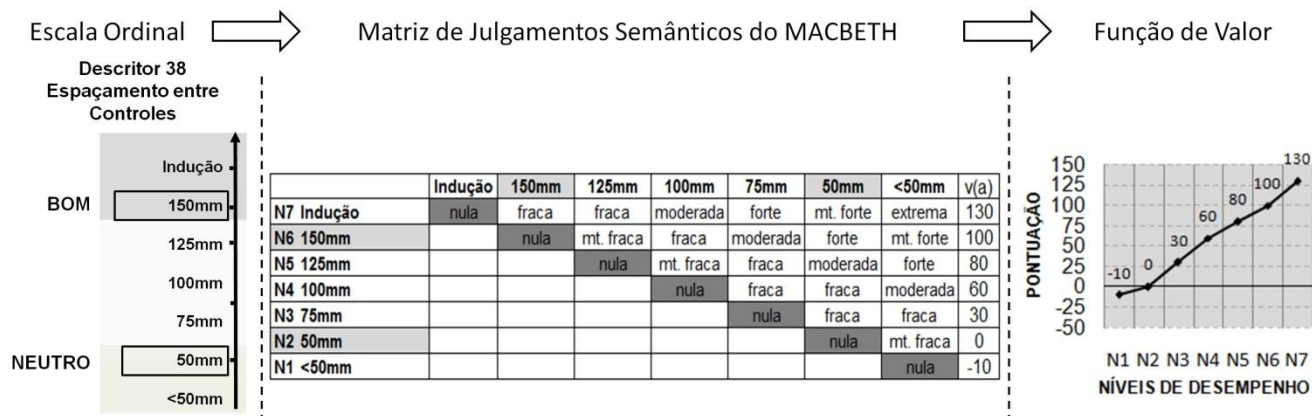 Escala Ordinal
Matriz de Julgamentos Semânticos do MACBETH
Função de Valor
Descritor 38
Espaçamento entre
Controles
Indução
BOM 150mm
125mm
100mm
75mm
NEUTRO 50mm
<50mm
Indução 150mm 125mm 100mm 75mm 50mm <50mm v(a)
N7 Indução nula fraca fraca moderada forte mt. forte extrema 130
N6 150mm nula mt. fraca fraca moderada forte mt. forte 100
N5 125mm nula mt. fraca fraca moderada forte 80
N4 100mm nula fraca fraca moderada 60
N3 75mm nula fraca fraca 30
N2 50mm nula mt. fraca 0
N1 <50mm nula -10
PONTUAÇÃO
150
125
100
75
50
25
0
-25
-50
-10 0 30 60 80 100 130
N1 N2 N3 N4 N5 N6 N7
NÍVEIS DE DESEMPENHO